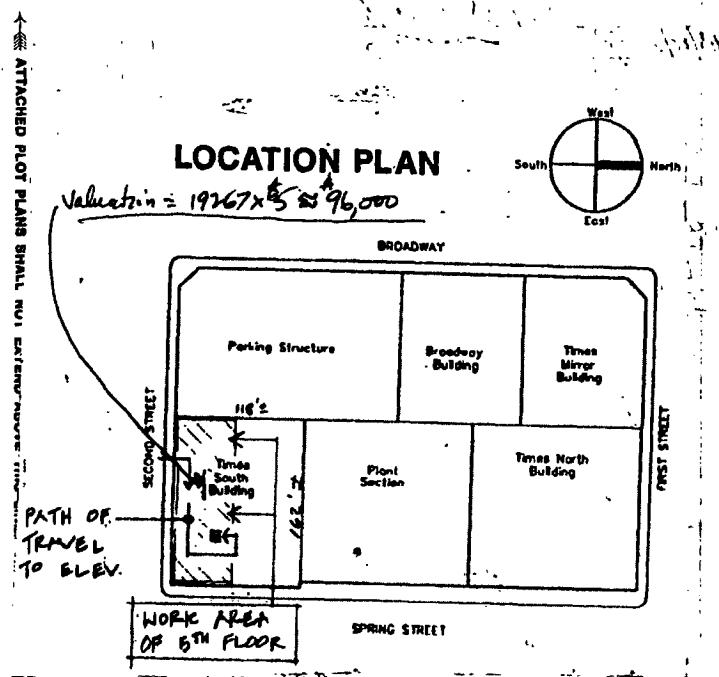 ATTACHED PLOT PLANS SHALL NOT EXTEND ABOVE
LOCATION PLAN
Valuation = 19267 x $5 ≈ $96,000
West
South
North
East
BROADWAY
Parking Structure
Broadway
Building
Times
Mirror
Building
SECOND STREET
118'±
Times
South
Building
162'±
Plant
Section
Times North
Building
FIRST STREET
PATH OF
TRAVEL
TO ELEV.
WORK AREA
OF 5TH FLOOR
SPRING STREET